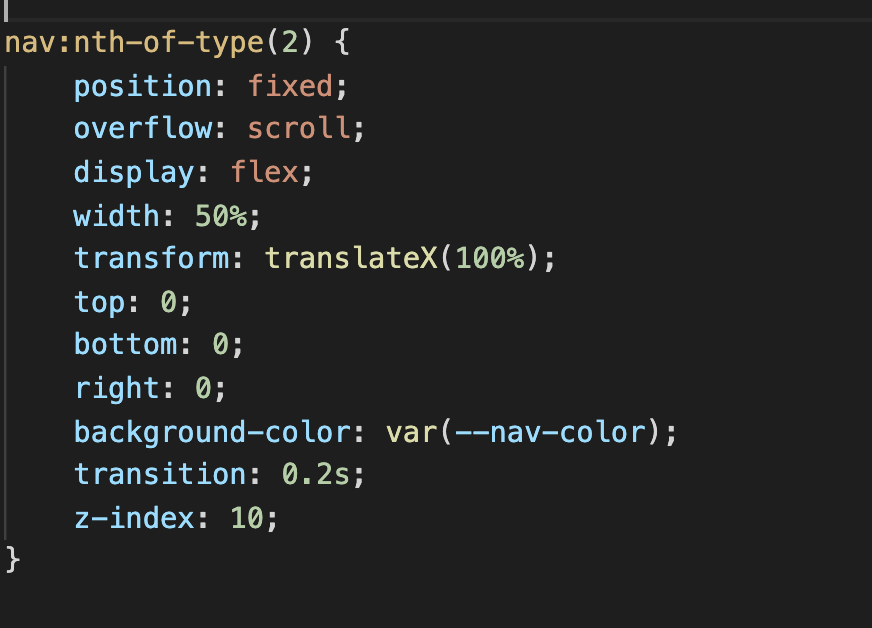 nav:nth-of-type(2) {
    position: fixed;
    overflow: scroll;
    display: flex;
    width: 50%;
    transform: translateX(100%);
    top: 0;
    bottom: 0;
    right: 0;
    background-color: var(--nav-color);
    transition: 0.2s;
    z-index: 10;
}